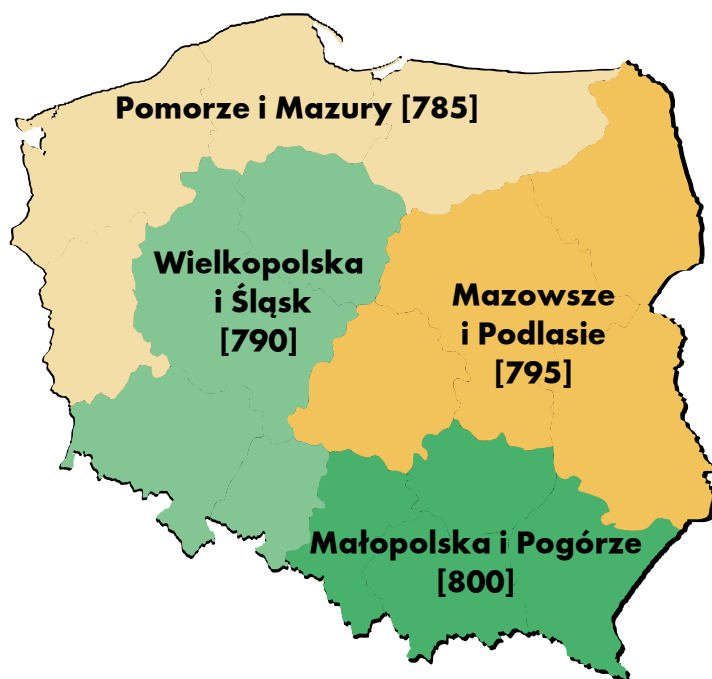 Pomorze i Mazury [785]
Wielkopolska
i Śląsk
[790]
Mazowsze
i Podlasie
[795]
Małopolska i Pogórze
[800]